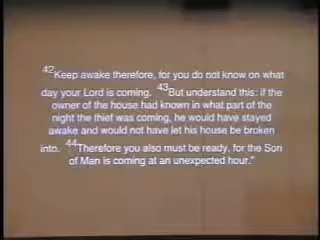 42Keep awake therefore, for you do not know on what
day your Lord is coming. 43But understand this: if the
owner of the house had known in what part of the
night the thief was coming, he would have stayed
awake and would not have let his house be broken
into. 44Therefore you also must be ready, for the Son
of Man is coming at an unexpected hour."